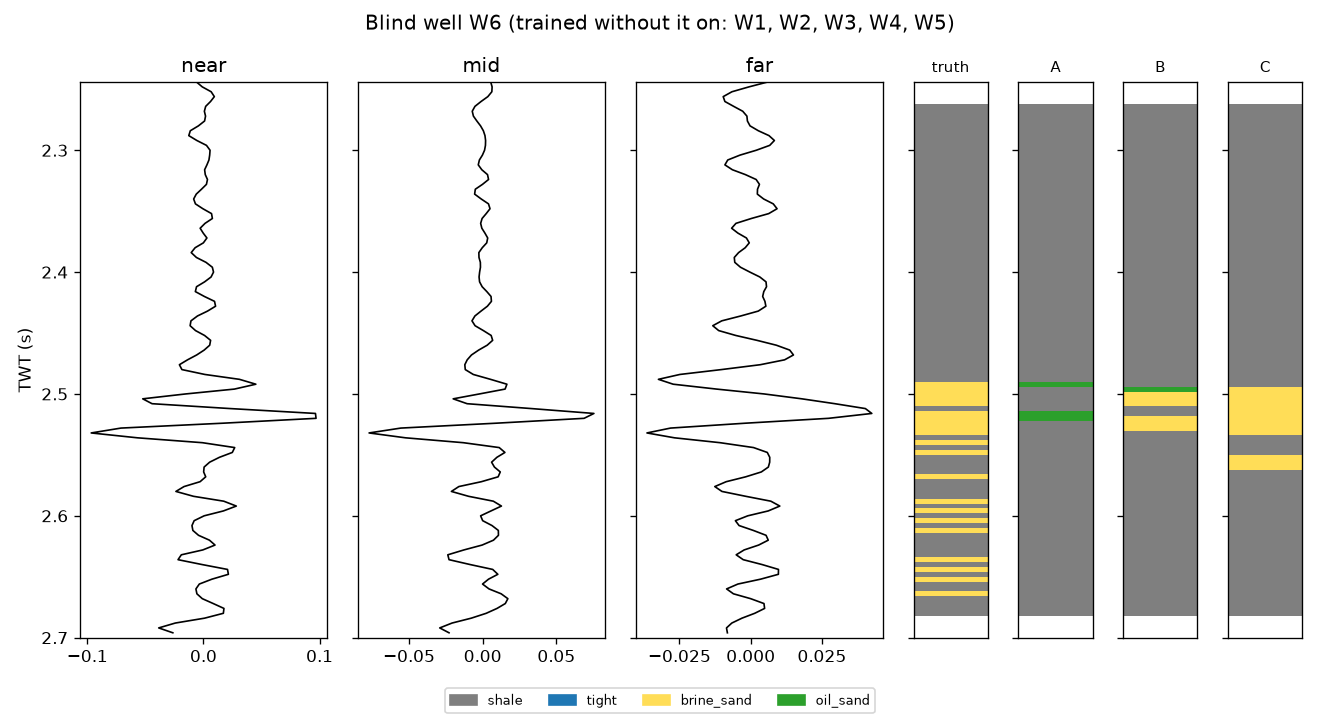 Blind well W6 (trained without it on: W1, W2, W3, W4, W5)
near mid far truth A B C
TWT (s)
2.3
2.4
2.5
2.6
2.7
−0.1 0.0 0.1 −0.05 0.00 0.05 −0.025 0.000 0.025
shale tight brine_sand oil_sand